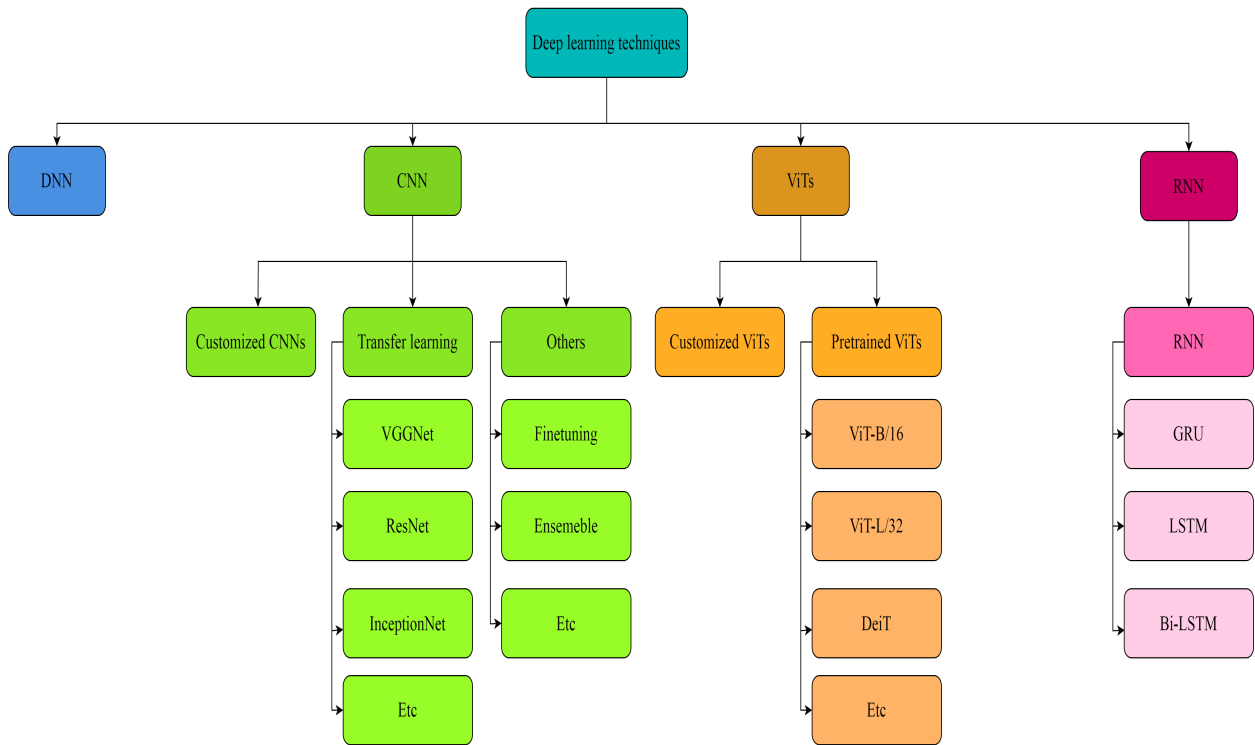 Deep learning techniques
DNN
CNN
ViTs
RNN
Customized CNNs
Transfer learning
Others
Customized ViTs
Pretrained ViTs
RNN
VGGNet
Finetuning
ViT-B/16
GRU
ResNet
Ensemeble
ViT-L/32
LSTM
InceptionNet
Etc
DeiT
Bi-LSTM
Etc
Etc